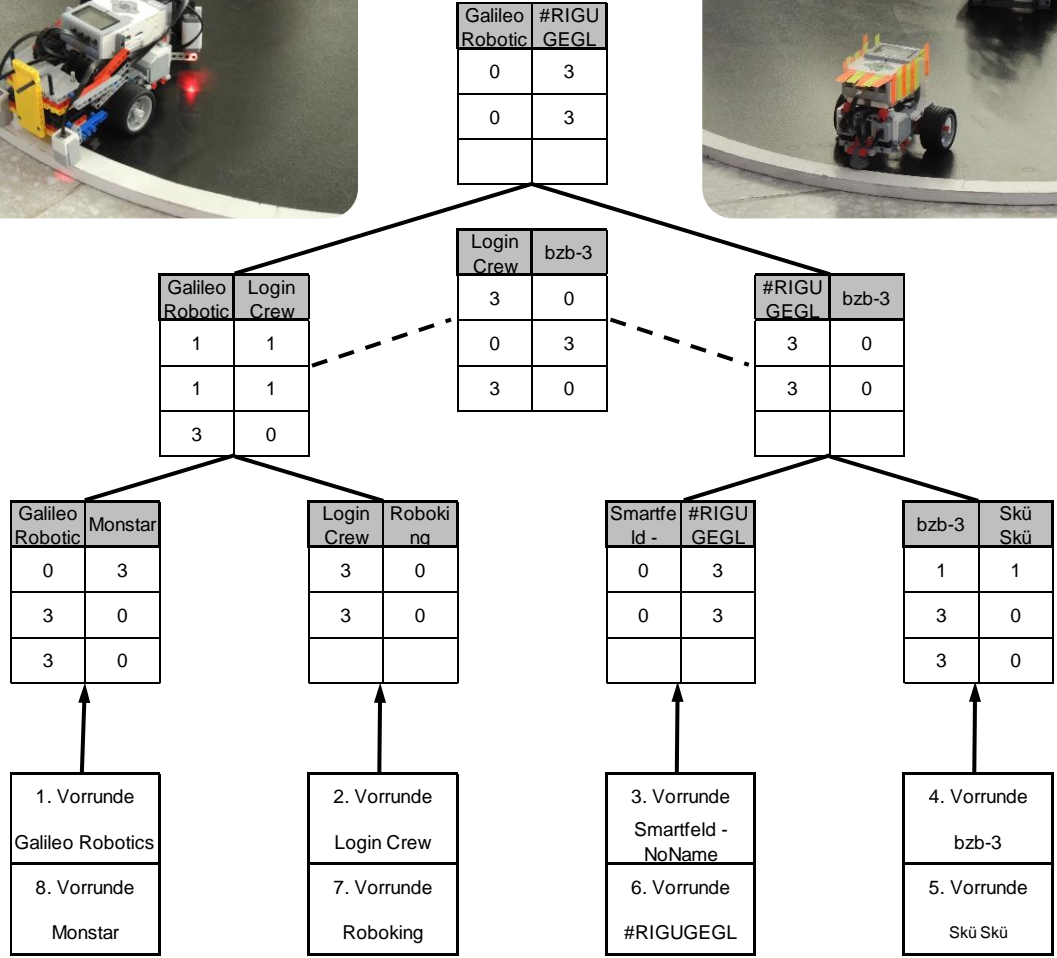 Galileo Robotic #RIGU GEGL
0 3
0 3
Login Crew bzb-3
3 0
0 3
3 0
Galileo Robotic Login Crew
1 1
1 1
3 0
#RIGU GEGL bzb-3
3 0
3 0
Galileo Robotic Monstar
0 3
3 0
3 0
Login Crew Roboki ng
3 0
3 0
Smartfe ld - #RIGU GEGL
0 3
0 3
bzb-3 Skü Skü
1 1
3 0
3 0
1. Vorrunde
Galileo Robotics
8. Vorrunde
Monstar
2. Vorrunde
Login Crew
7. Vorrunde
Roboking
3. Vorrunde
Smartfeld -
NoName
6. Vorrunde
#RIGUGEGL
4. Vorrunde
bzb-3
5. Vorrunde
Skü Skü